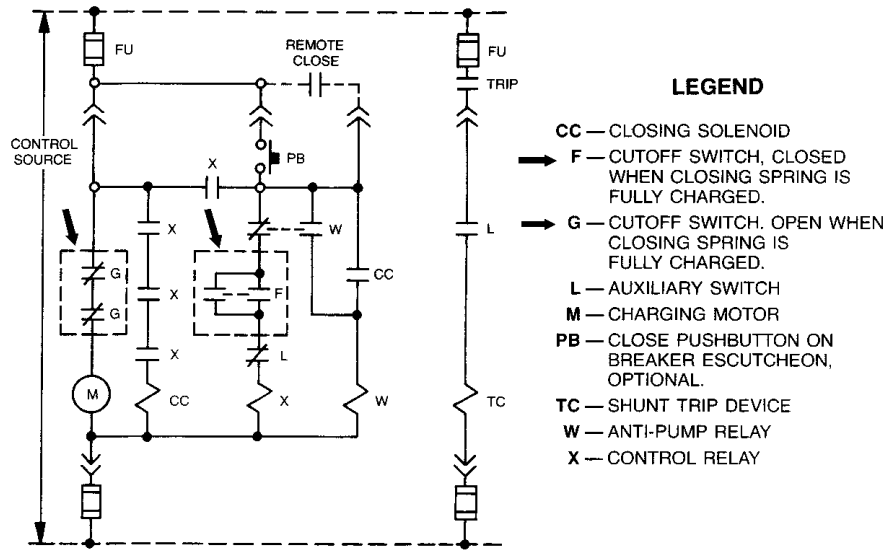 FU
REMOTE
CLOSE
FU
TRIP
CONTROL
SOURCE
PB
X
X
W
L
G
X
F
CC
G
X
L
M
CC
X
W
TC
LEGEND
CC — CLOSING SOLENOID
F — CUTOFF SWITCH, CLOSED
WHEN CLOSING SPRING IS
FULLY CHARGED.
G — CUTOFF SWITCH. OPEN WHEN
CLOSING SPRING IS
FULLY CHARGED.
L — AUXILIARY SWITCH
M — CHARGING MOTOR
PB — CLOSE PUSHBUTTON ON
BREAKER ESCUTCHEON,
OPTIONAL.
TC — SHUNT TRIP DEVICE
W — ANTI-PUMP RELAY
X — CONTROL RELAY